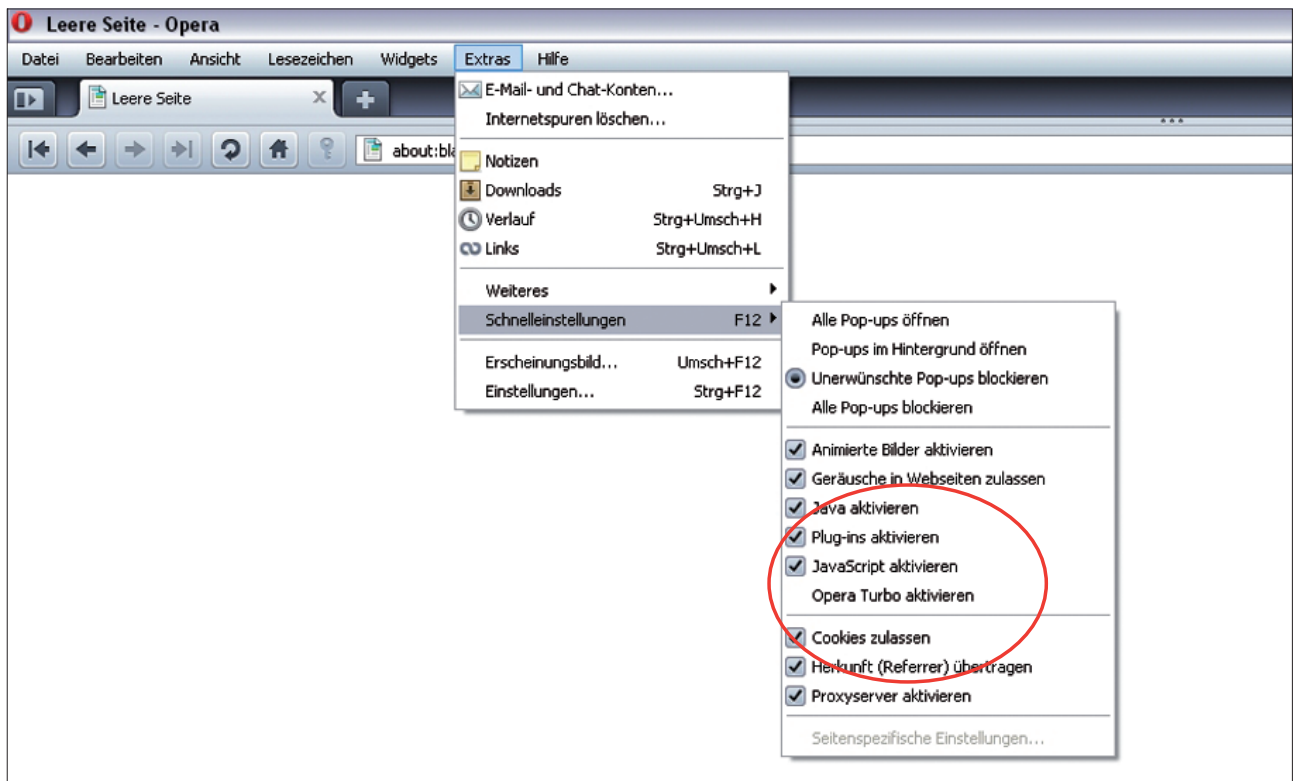 Leere Seite - Opera
Datei Bearbeiten Ansicht Lesezeichen Widgets Extras Hilfe
Leere Seite
about:bla
E-Mail- und Chat-Konten...
Internetspuren löschen...
Notizen
Downloads Strg+J
Verlauf Strg+Umsch+H
Links Strg+Umsch+L
Weiteres
Schnelleinstellungen F12
Erscheinungsbild... Umsch+F12
Einstellungen... Strg+F12
Alle Pop-ups öffnen
Pop-ups im Hintergrund öffnen
Unerwünschte Pop-ups blockieren
Alle Pop-ups blockieren
Animierte Bilder aktivieren
Geräusche in Webseiten zulassen
Java aktivieren
Plug-ins aktivieren
JavaScript aktivieren
Opera Turbo aktivieren
Cookies zulassen
Herkunft (Referrer) übertragen
Proxyserver aktivieren
Seitenspezifische Einstellungen...